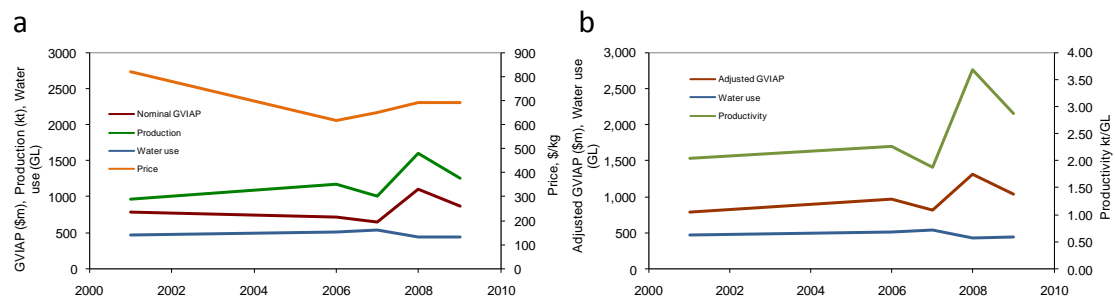 a
GVIAP ($m), Production (kt), Water
use (GL)
3000
2500
2000
1500
1000
500
0
Nominal GVIAP
Production
Water use
Price
900
800
700
600
500
400
300
200
100
0
Price, $/kg
2000 2002 2004 2006 2008 2010
b
Adjusted GVIAP ($m), Water use
(GL)
3,000
2,500
2,000
1,500
1,000
500
0
Adjusted GVIAP
Water use
Productivity
4.00
3.50
3.00
2.50
2.00
1.50
1.00
0.50
0.00
Productivity kt/GL
2000 2002 2004 2006 2008 2010